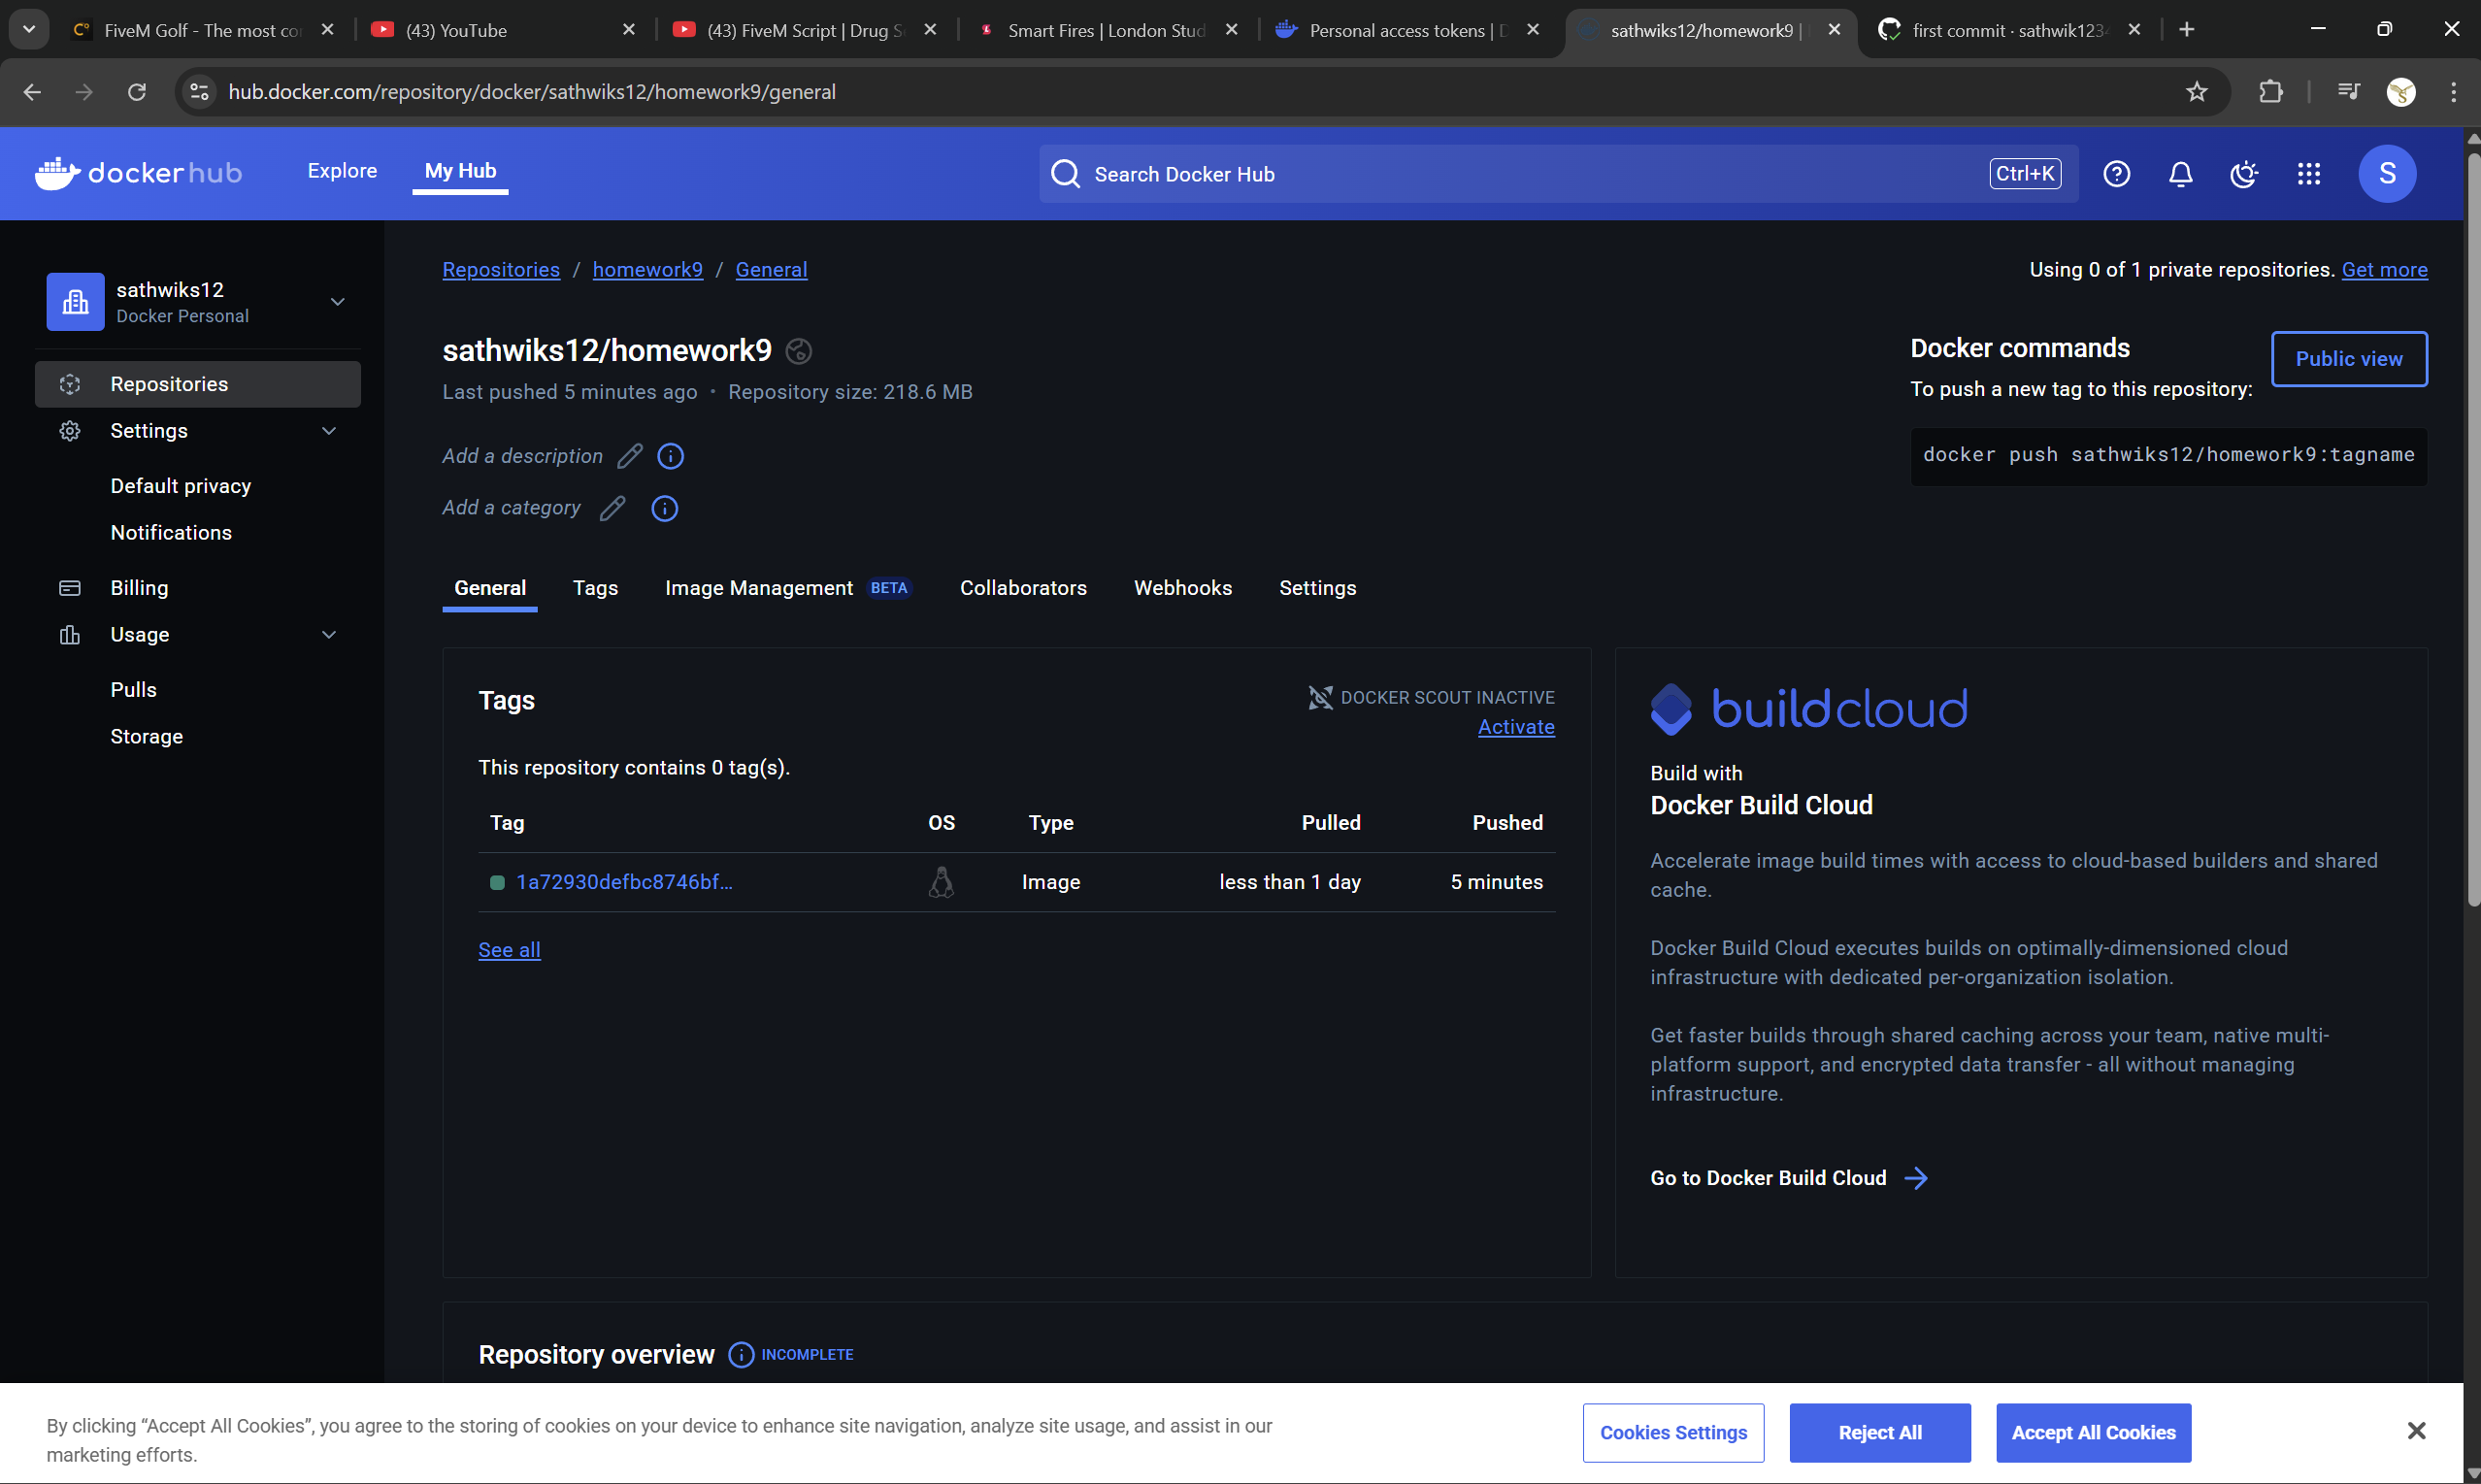 FiveM Golf - The most co
(43) YouTube
(43) FiveM Script | Drug S
Smart Fires | London Stud
Personal access tokens | D
sathwiks12/homework9 |
first commit · sathwik123
hub.docker.com/repository/docker/sathwiks12/homework9/general
dockerhub
Explore
My Hub
Search Docker Hub
Ctrl+K
S
sathwiks12
Docker Personal
Repositories
Settings
Default privacy
Notifications
Billing
Usage
Pulls
Storage
Repositories / homework9 / General
Using 0 of 1 private repositories. Get more
sathwiks12/homework9
Last pushed 5 minutes ago • Repository size: 218.6 MB
Add a description
Add a category
Docker commands
Public view
To push a new tag to this repository:
docker push sathwiks12/homework9:tagname
General Tags Image Management BETA Collaborators Webhooks Settings
Tags
DOCKER SCOUT INACTIVE
Activate
This repository contains 0 tag(s).
Tag OS Type Pulled Pushed
1a72930defbc8746bf... Image less than 1 day 5 minutes
See all
buildcloud
Build with
Docker Build Cloud
Accelerate image build times with access to cloud-based builders and shared
cache.
Docker Build Cloud executes builds on optimally-dimensioned cloud
infrastructure with dedicated per-organization isolation.
Get faster builds through shared caching across your team, native multi-
platform support, and encrypted data transfer - all without managing
infrastructure.
Go to Docker Build Cloud
Repository overview INCOMPLETE
By clicking “Accept All Cookies”, you agree to the storing of cookies on your device to enhance site navigation, analyze site usage, and assist in our
marketing efforts.
Cookies Settings
Reject All
Accept All Cookies